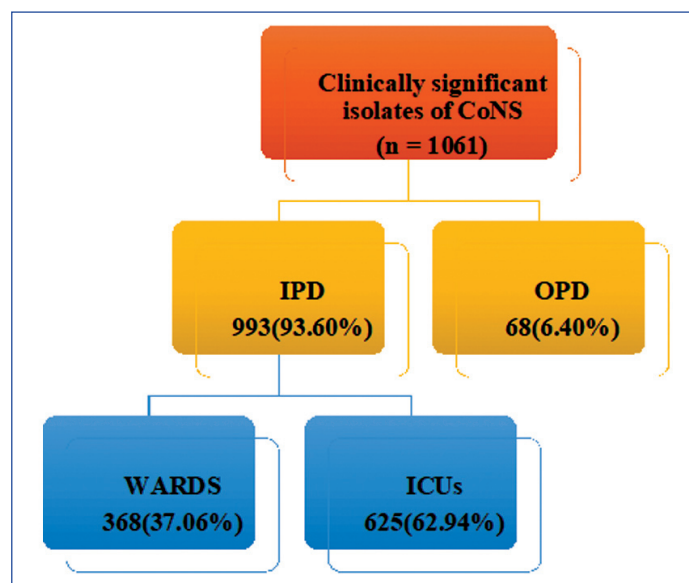 Clinically significant
isolates of CoNS
(n = 1061)
IPD
993(93.60%)
OPD
68(6.40%)
WARDS
368(37.06%)
ICUs
625(62.94%)